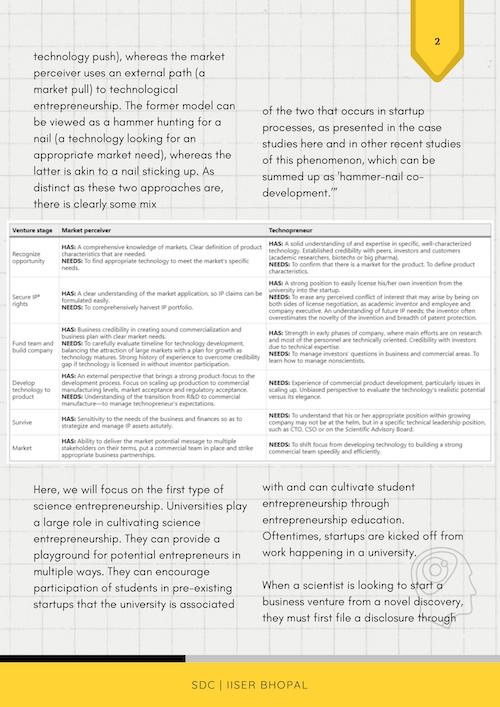 2
technology push), whereas the market
perceiver uses an external path (a
market pull) to technological
entrepreneurship. The former model can
be viewed as a hammer hunting for a
nail (a technology looking for an
appropriate market need), whereas the
latter is akin to a nail sticking up. As
distinct as these two approaches are,
there is clearly some mix
of the two that occurs in startup
processes, as presented in the case
studies here and in other recent studies
of this phenomenon, which can be
summed up as 'hammer-nail co-
development.'"
Venture stage
Market perceiver
Technopreneur
Recognize
opportunity
HAS: A comprehensive knowledge of markets. Clear definition of product
characteristics that are needed.
NEEDS: To find appropriate technology to meet the market's specific
needs.
HAS: A solid understanding of and expertise in specific, well-characterized
technology. Established credibility with peers, investors and customers
(academic researchers, biotechs or big pharma).
NEEDS: To confirm that there is a market for the product. To define product
characteristics.
Secure IP
rights
HAS: A clear understanding of the market application, so IP claims can be
formulated easily.
NEEDS: To comprehensively harvest IP portfolio.
HAS: A strong position to easily license his/her own invention from the
university into the startup.
NEEDS: To erase any perceived conflict of interest that may arise by being on
both sides of license negotiation, as academic inventor and employee and
company executive. An understanding of future IP needs; the inventor often
overestimates the novelty of the invention and breadth of patent protection.
Fund team and
build company
HAS: Business credibility in creating sound commercialization and
business plan with clear market needs.
NEEDS: To carefully evaluate timeline for technology development,
balancing the attraction of large markets with a plan for growth as
technology matures. Strong history of experience to overcome credibility
gap if technology is licensed in without inventor participation.
HAS: Strength in early phases of company, where main efforts are on research
and most of the personnel are technically oriented. Credibility with investors
due to technical expertise.
NEEDS: To manage investors' questions in business and commercial areas. To
learn how to manage nonscientists.
Develop
technology to
product
HAS: An external perspective that brings a strong product-focus to the
development process. Focus on scaling up production to commercial
manufacturing levels, market acceptance and regulatory acceptance.
NEEDS: Understanding of the transition from R&D to commercial
manufacture—to manage technopreneur's expectations.
NEEDS: Experience of commercial product development, particularly issues in
scaling up. Unbiased perspective to evaluate the technology's realistic potential
versus its elegance.
Survive
HAS: Sensitivity to the needs of the business and finances so as to
strategize and manage IP assets astutely.
NEEDS: To understand that his or her appropriate position within growing
company may not be at the helm, but in a specific technical leadership position,
such as CTO, CSO or on the Scientific Advisory Board.
Market
HAS: Ability to deliver the market potential message to multiple
stakeholders on their terms, put a commercial team in place and strike
appropriate business partnerships.
NEEDS: To shift focus from developing technology to building a strong
commercial team speedily and efficiently.
Here, we will focus on the first type of
science entrepreneurship. Universities play
a large role in cultivating science
entrepreneurship. They can provide a
playground for potential entrepreneurs in
multiple ways. They can encourage
participation of students in pre-existing
startups that the university is associated
with and can cultivate student
entrepreneurship through
entrepreneurship education.
Oftentimes, startups are kicked off from
work happening in a university.
When a scientist is looking to start a
business venture from a novel discovery,
they must first file a disclosure through
SDC | IISER BHOPAL